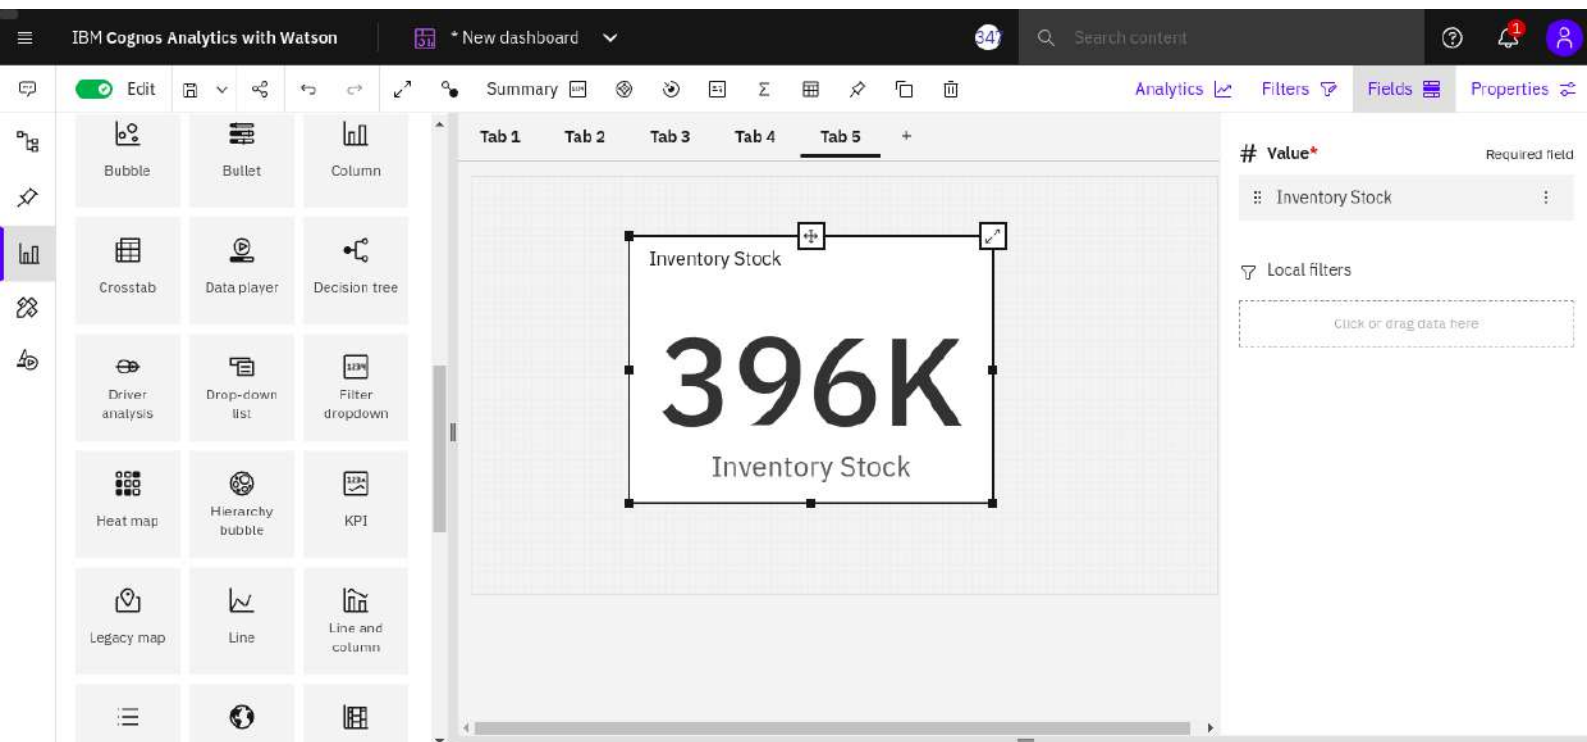 IBM Cognos Analytics with Watson
* New dashboard
Search content
1
Edit
Summary
Analytics
Filters
Fields
Properties
Bubble
Bullet
Column
Crosstab
Data player
Decision tree
Driver
analysis
Drop-down
list
Filter
dropdown
Heat map
Hierarchy
bubble
KPI
Legacy map
Line
Line and
column
Tab 1
Tab 2
Tab 3
Tab 4
Tab 5
+
Inventory Stock
396K
Inventory Stock
# Value*
Required field
Inventory Stock
Local filters
Click or drag data here